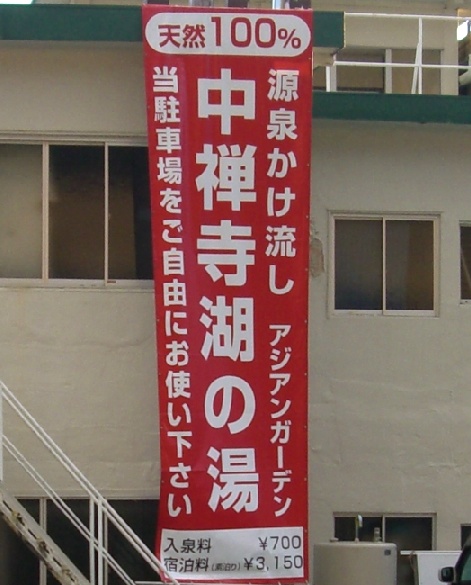 天然100%
源泉かけ流し アジアンガーデン
中禅寺湖の湯
当駐車場をご自由にお使い下さい
入泉料 ¥700
宿泊料(素泊り) ¥3,150